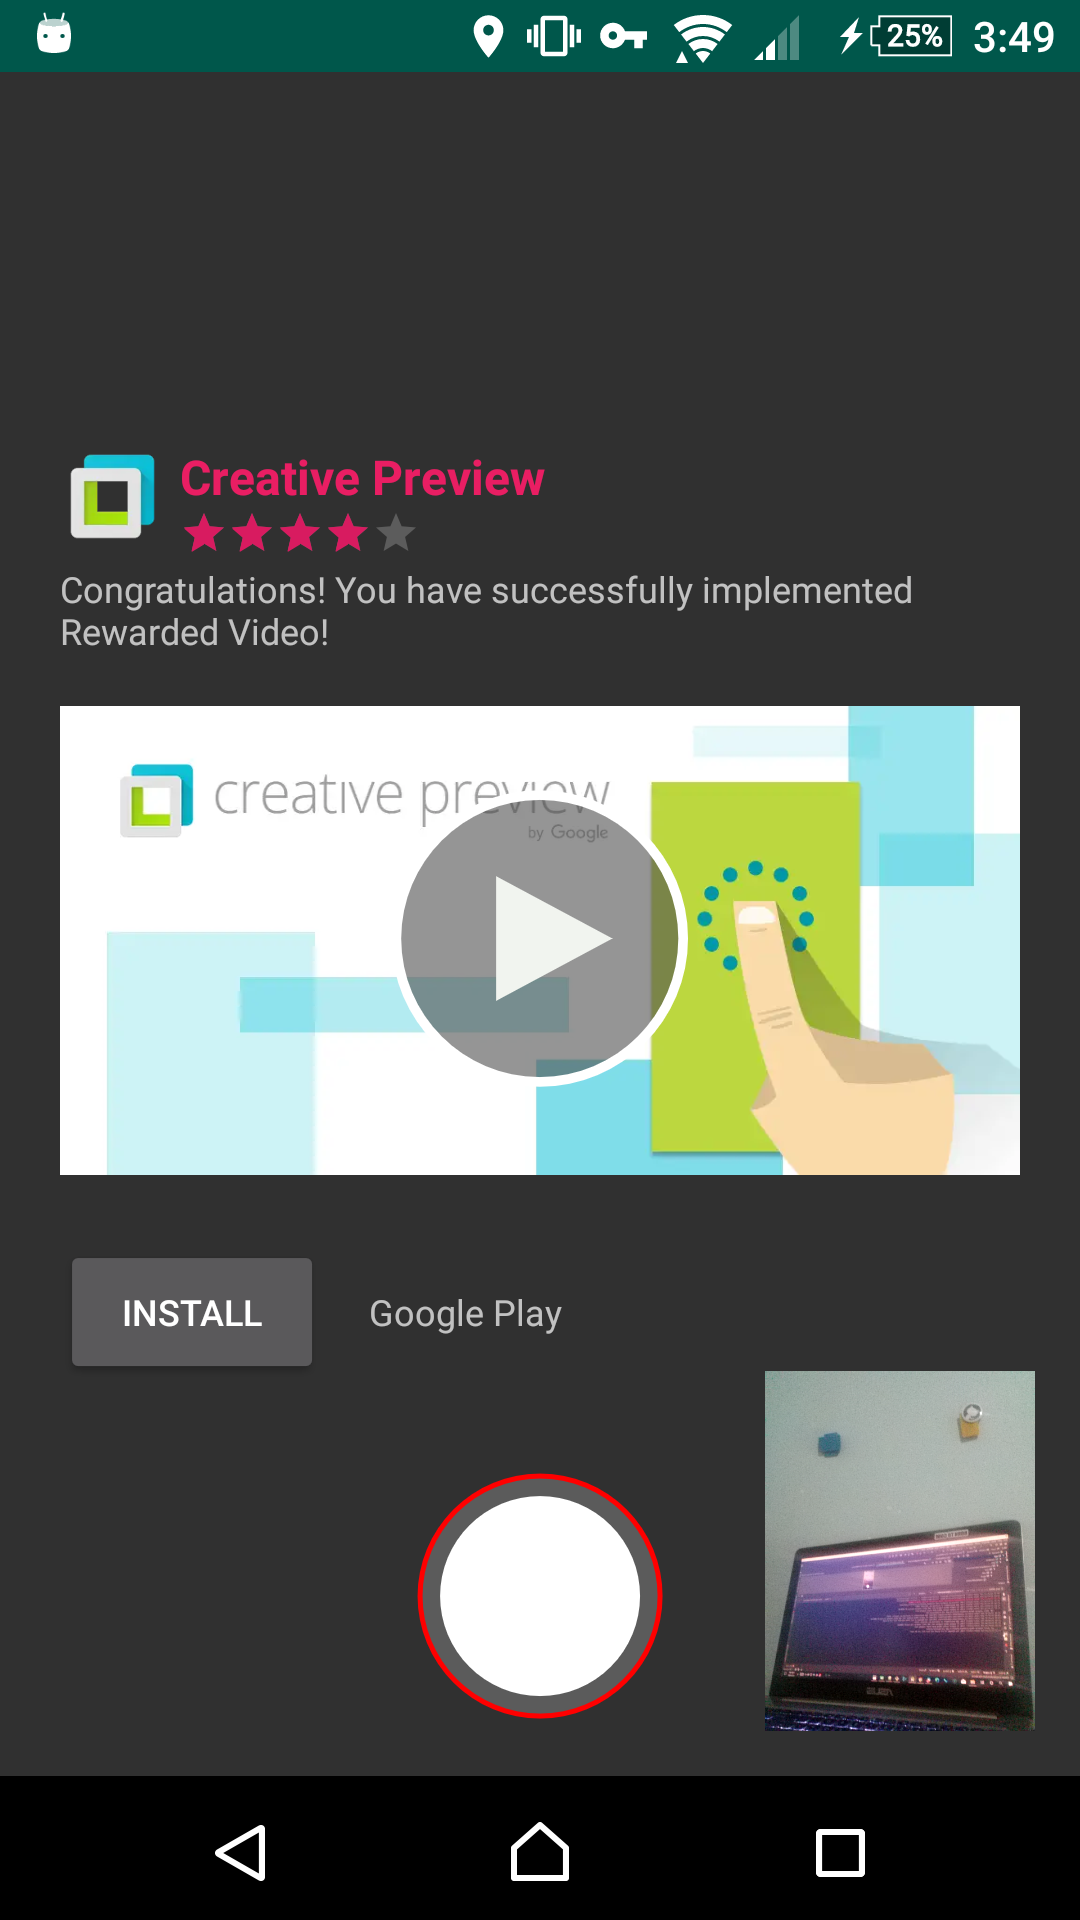 25% 3:49
Creative Preview
Congratulations! You have successfully implemented
Rewarded Video!
creative preview
by Google
INSTALL Google Play